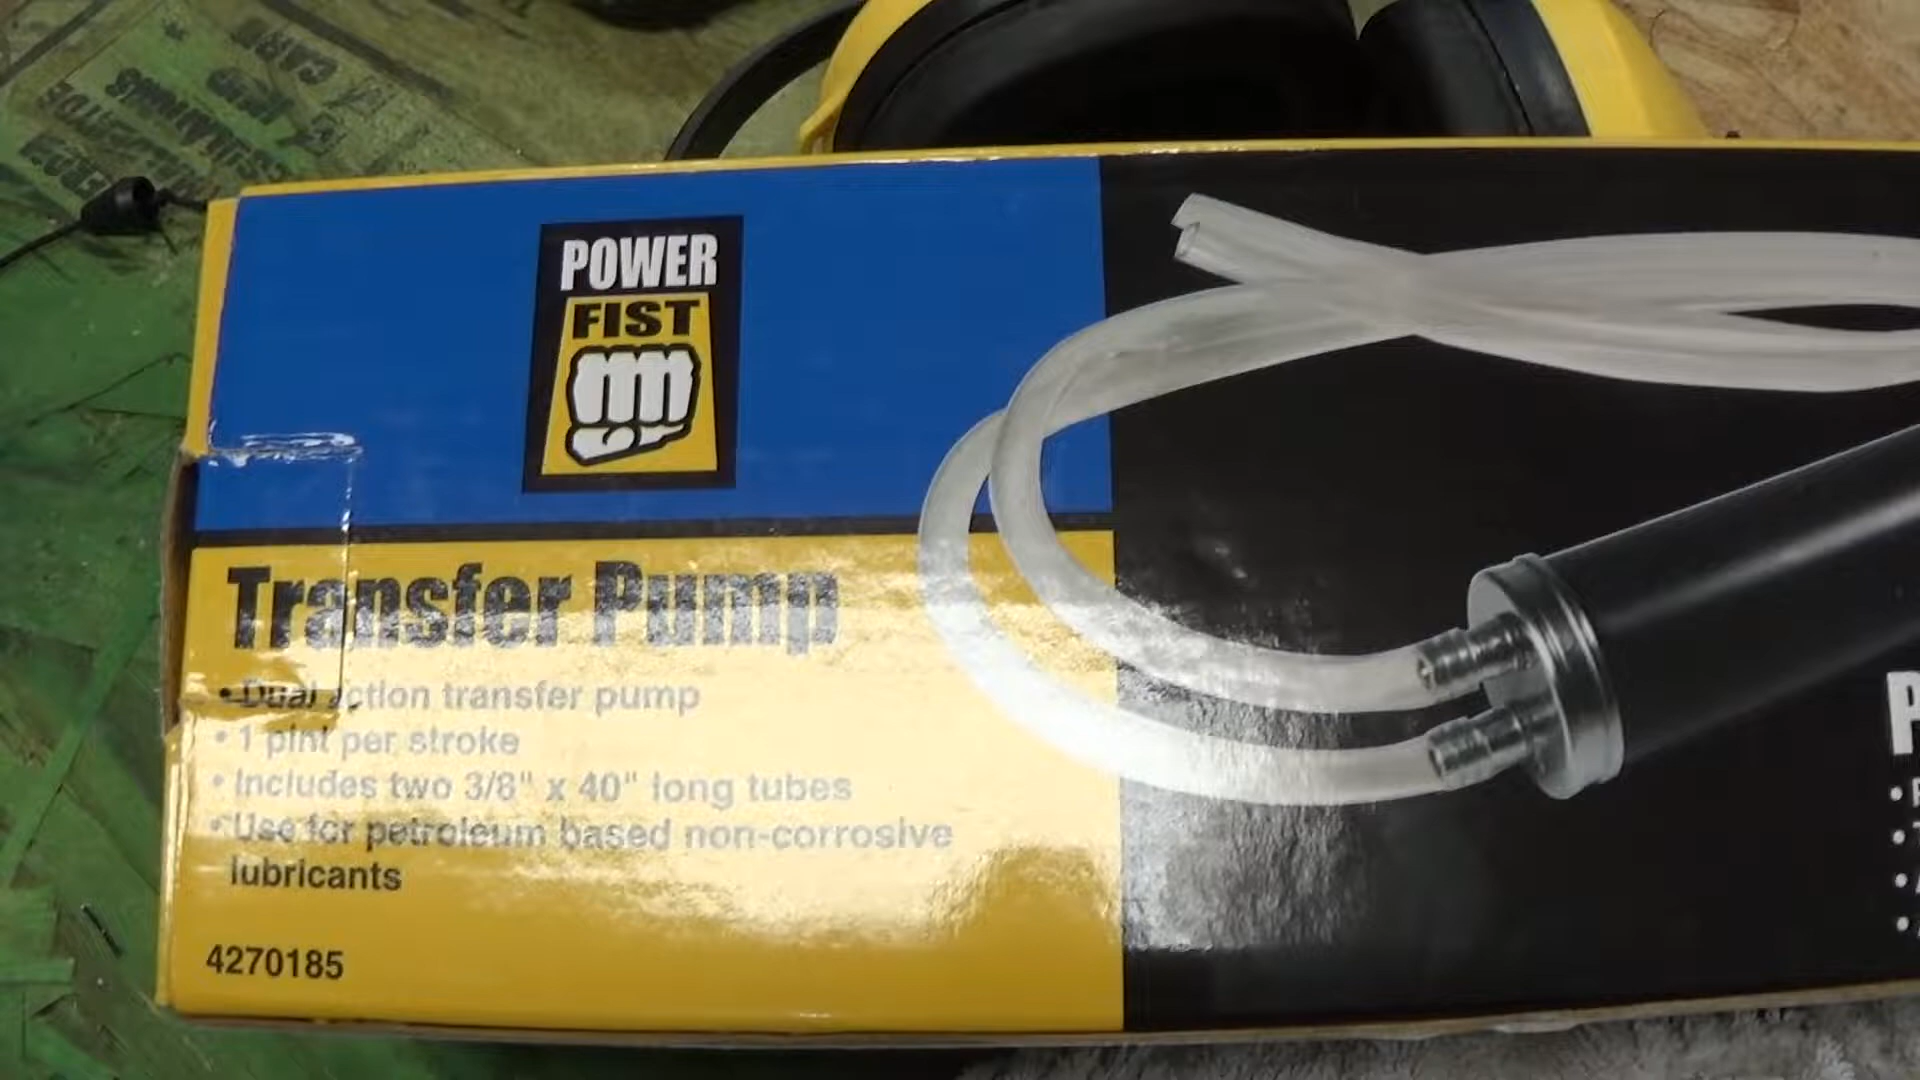 POWER
FIST
Transfer Pump
• Dual action transfer pump
• 1 pint per stroke
• Includes two 3/8" x 40" long tubes
• Use for petroleum based non-corrosive
lubricants
4270185
CARB